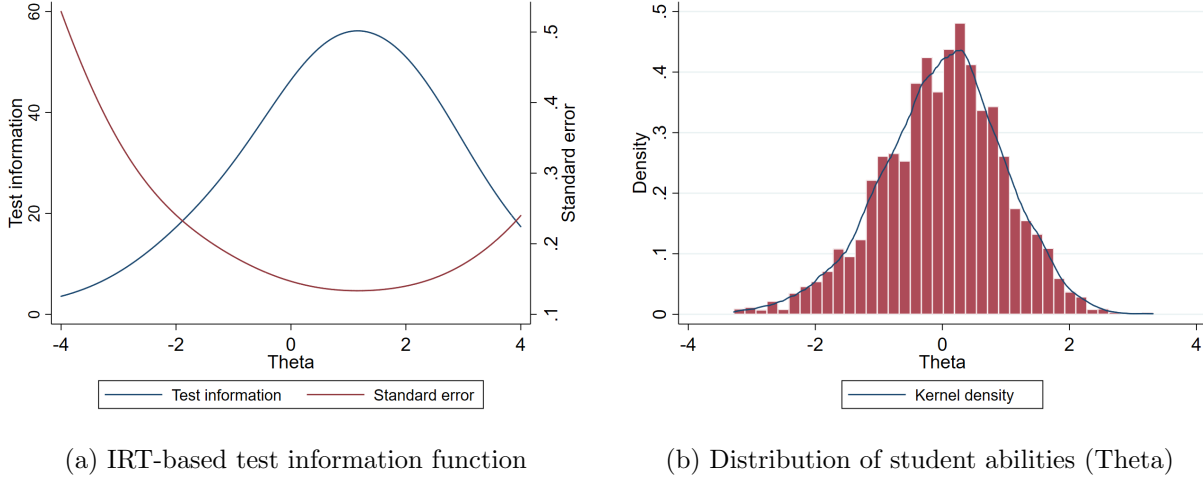 60
40
20
0
Test information
.5
.4
.3
.2
.1
Standard error
-4
-2
0
2
4
Theta
Test information
Standard error
(a) IRT-based test information function
.5
.4
.3
.2
.1
0
Density
-4
-2
0
2
4
Theta
Kernel density
(b) Distribution of student abilities (Theta)